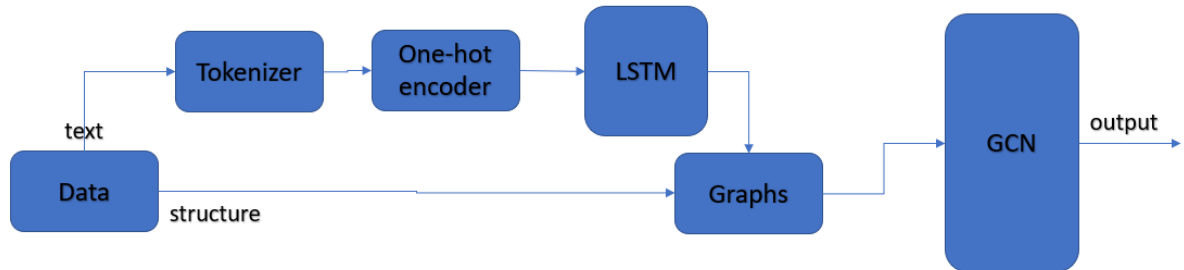 Tokenizer
One-hot
encoder
LSTM
text
Data
structure
Graphs
GCN
output